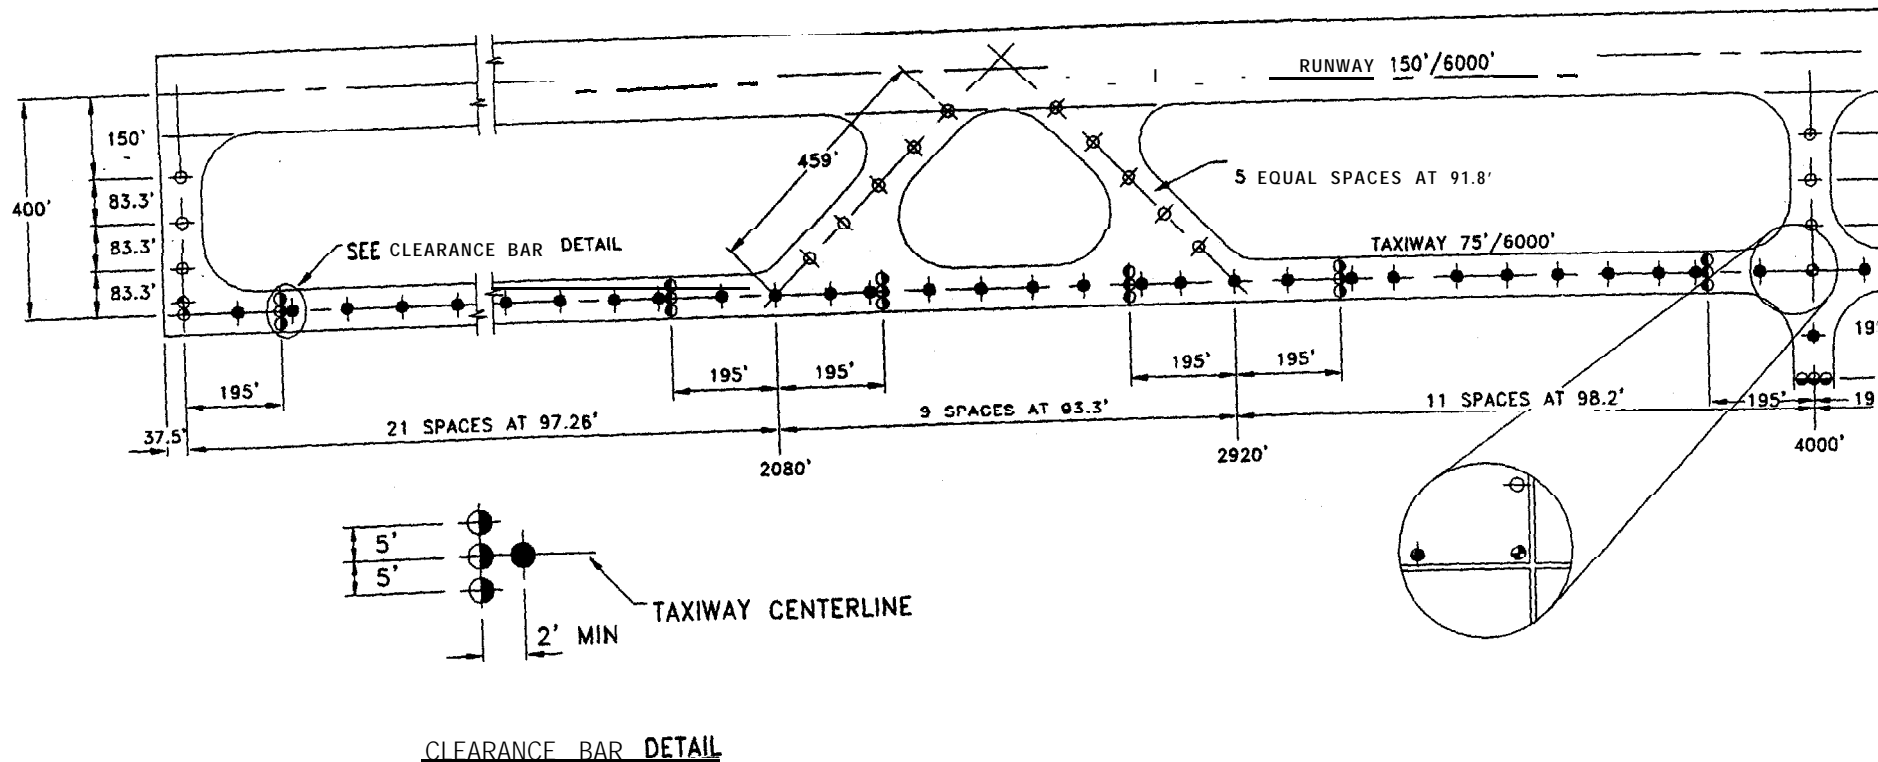 RUNWAY 150'/6000'
150'
459'
5 EQUAL SPACES AT 91.8'
83.3'
400'
83.3'
SEE CLEARANCE BAR DETAIL
TAXIWAY 75'/6000'
83.3'
19'
195'
195'
195'
195'
195'
195'
19
21 SPACES AT 97.26'
9 SPACES AT 93.3'
11 SPACES AT 98.2'
37.5'
2080'
2920'
4000'
5'
5'
TAXIWAY CENTERLINE
2' MIN
CLEARANCE BAR DETAIL